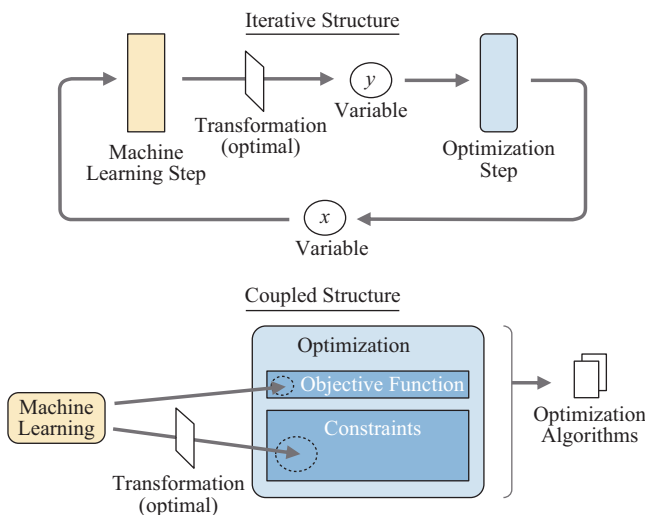 Iterative Structure
y
Variable
Transformation
(optimal)
Machine
Learning Step
Optimization
Step
x
Variable
Coupled Structure
Optimization
Objective Function
Machine
Learning
Constraints
Optimization
Algorithms
Transformation
(optimal)